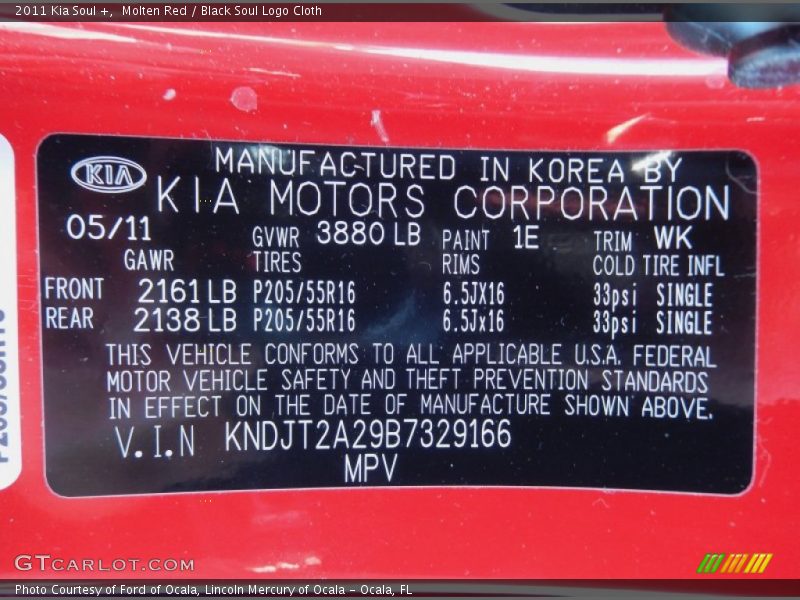 2011 Kia Soul +, Molten Red / Black Soul Logo Cloth
KIA MANUFACTURED IN KOREA BY
KIA MOTORS CORPORATION
05/11 GVWR 3880 LB PAINT 1E TRIM WK
GAWR TIRES RIMS COLD TIRE INFL
FRONT 2161 LB P205/55R16 6.5JX16 33psi SINGLE
REAR 2138 LB P205/55R16 6.5Jx16 33psi SINGLE
THIS VEHICLE CONFORMS TO ALL APPLICABLE U.S.A. FEDERAL
MOTOR VEHICLE SAFETY AND THEFT PREVENTION STANDARDS
IN EFFECT ON THE DATE OF MANUFACTURE SHOWN ABOVE.
V.I.N KNDJT2A29B7329166
MPV
GTCARLOT.COM
Photo Courtesy of Ford of Ocala, Lincoln Mercury of Ocala - Ocala, FL